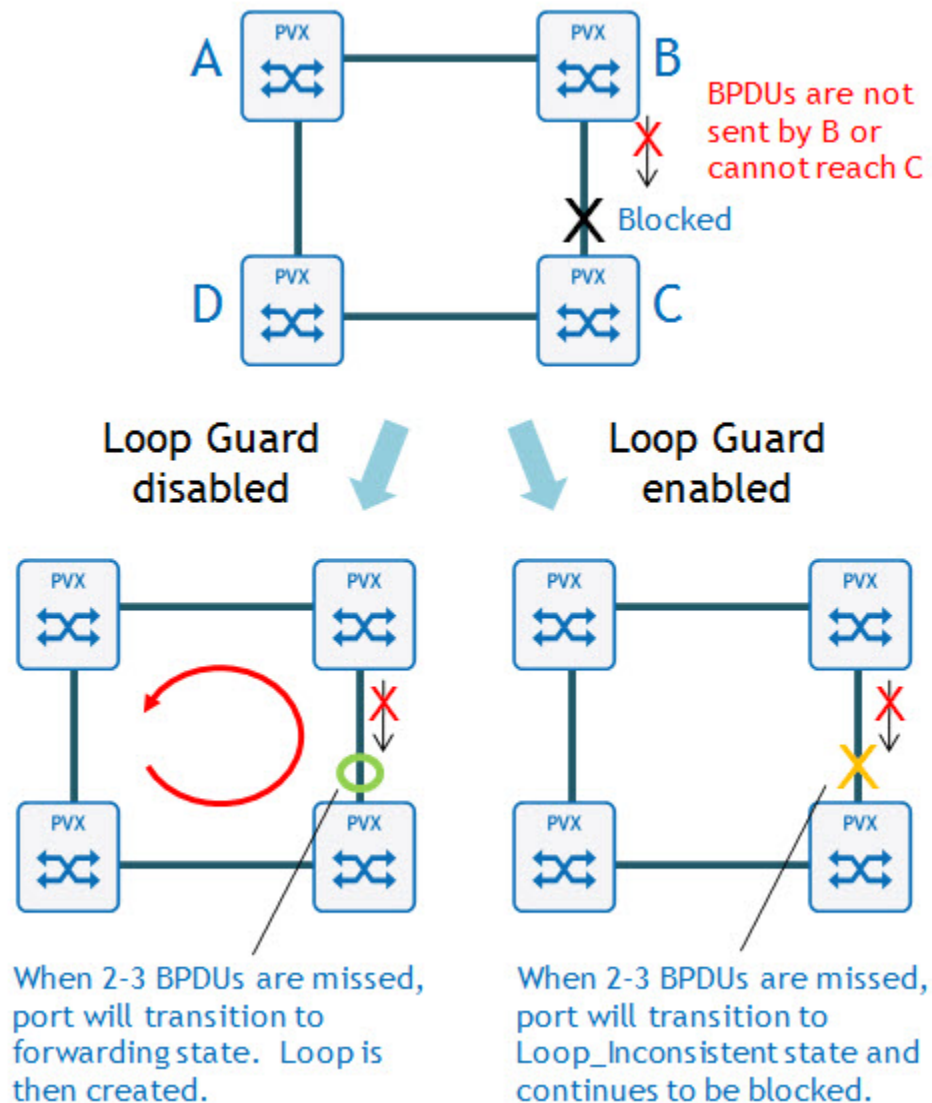 PVX
PVX
A
B
BPDUs are not
sent by B or
cannot reach C
Blocked
PVX
PVX
D
C
Loop Guard
disabled
Loop Guard
enabled
PVX
PVX
PVX
PVX
PVX
PVX
PVX
PVX
When 2-3 BPDUs are missed,
port will transition to
forwarding state. Loop is
then created.
When 2-3 BPDUs are missed,
port will transition to
Loop_Inconsistent state and
continues to be blocked.